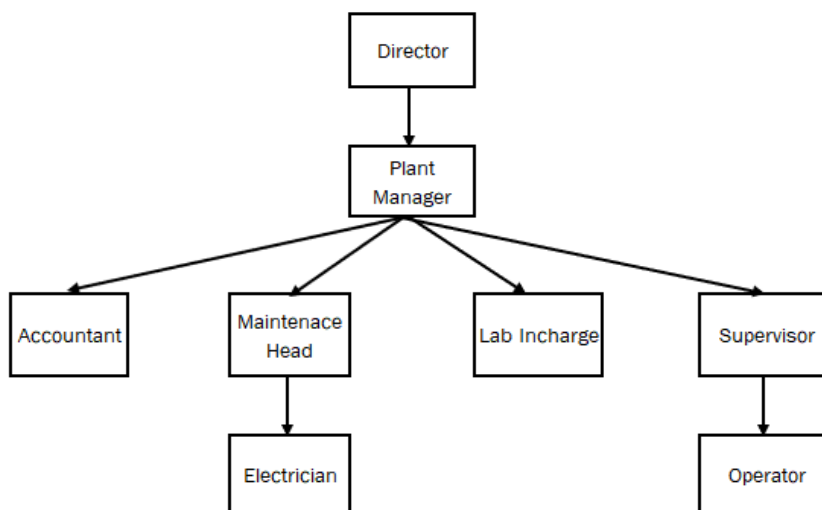 Director
Plant
Manager
Accountant
Maintenace
Head
Lab Incharge
Supervisor
Electrician
Operator